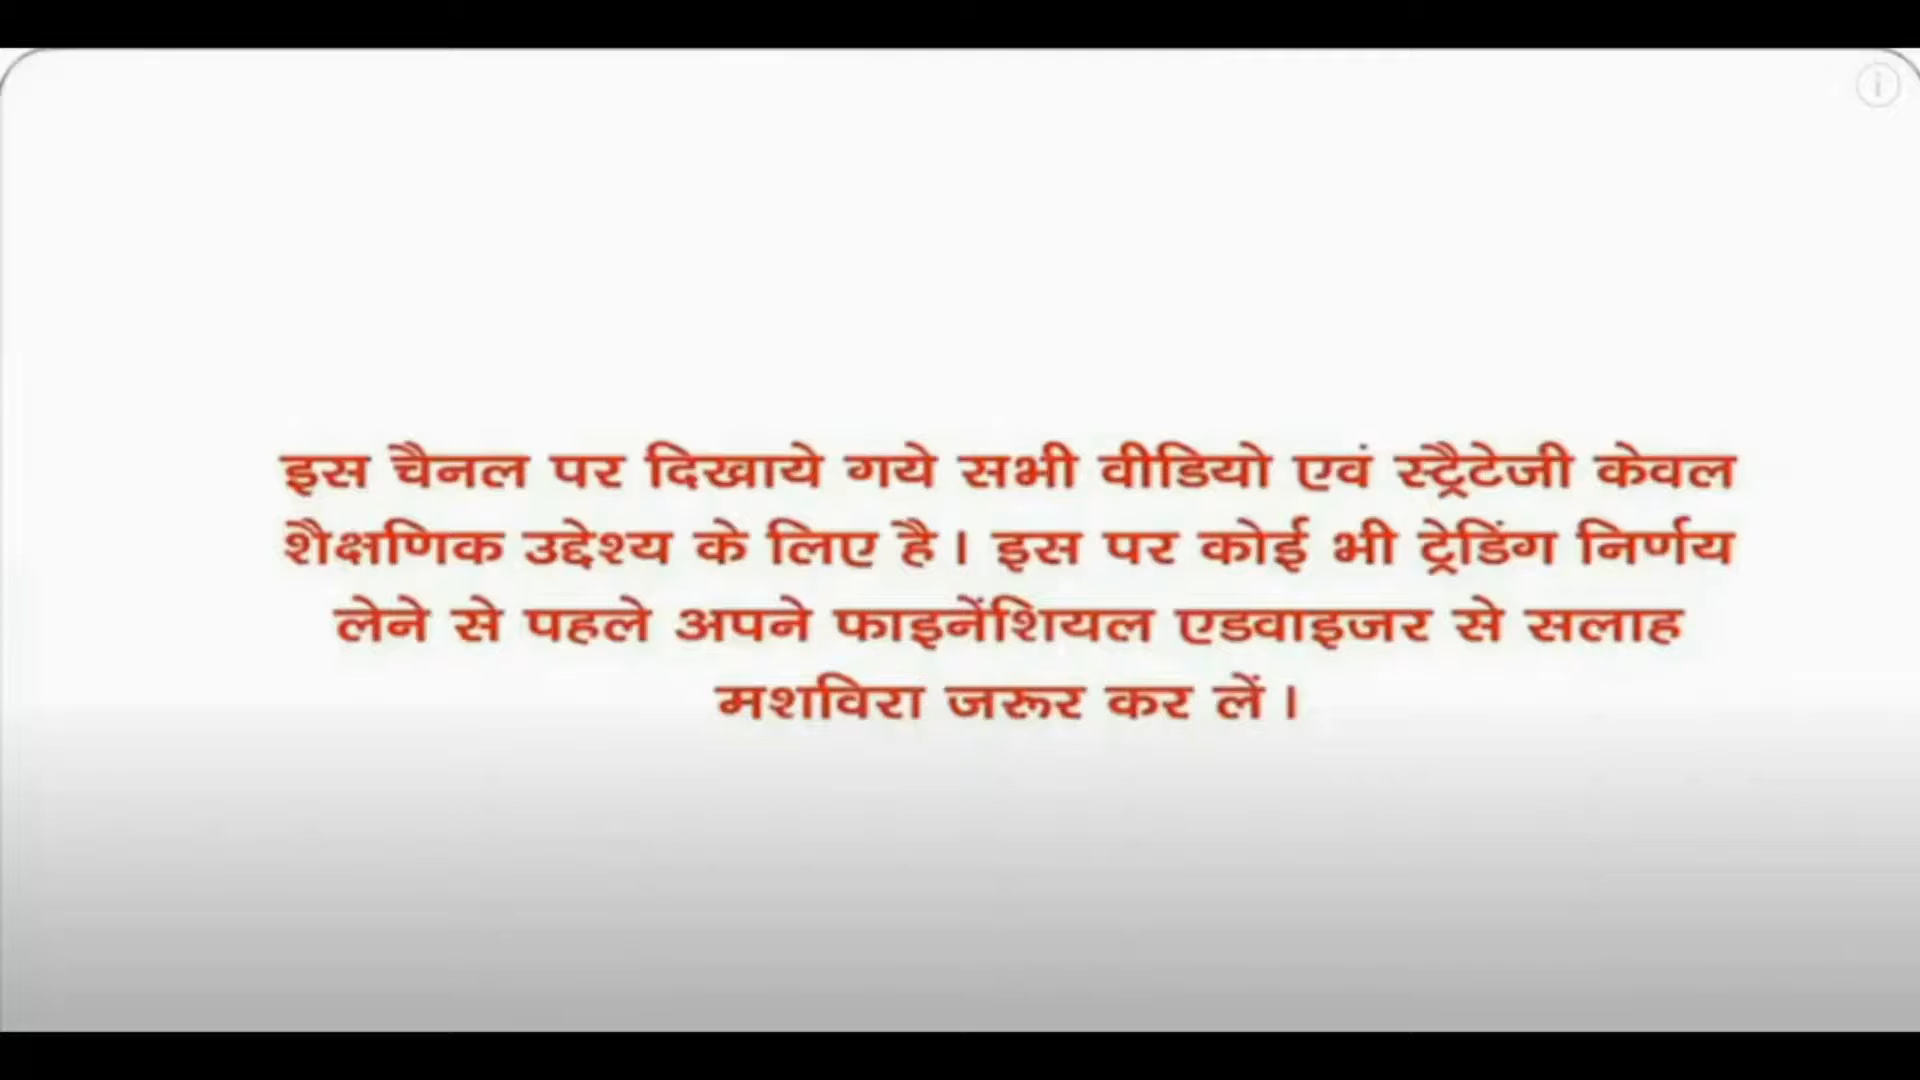 इस चैनल पर दिखाये गये सभी वीडियो एवं स्ट्रैटेजी केवल
शैक्षणिक उद्देश्य के लिए है। इस पर कोई भी ट्रेडिंग निर्णय
लेने से पहले अपने फाइनेंशियल एडवाइजर से सलाह
मशविरा जरूर कर लें।